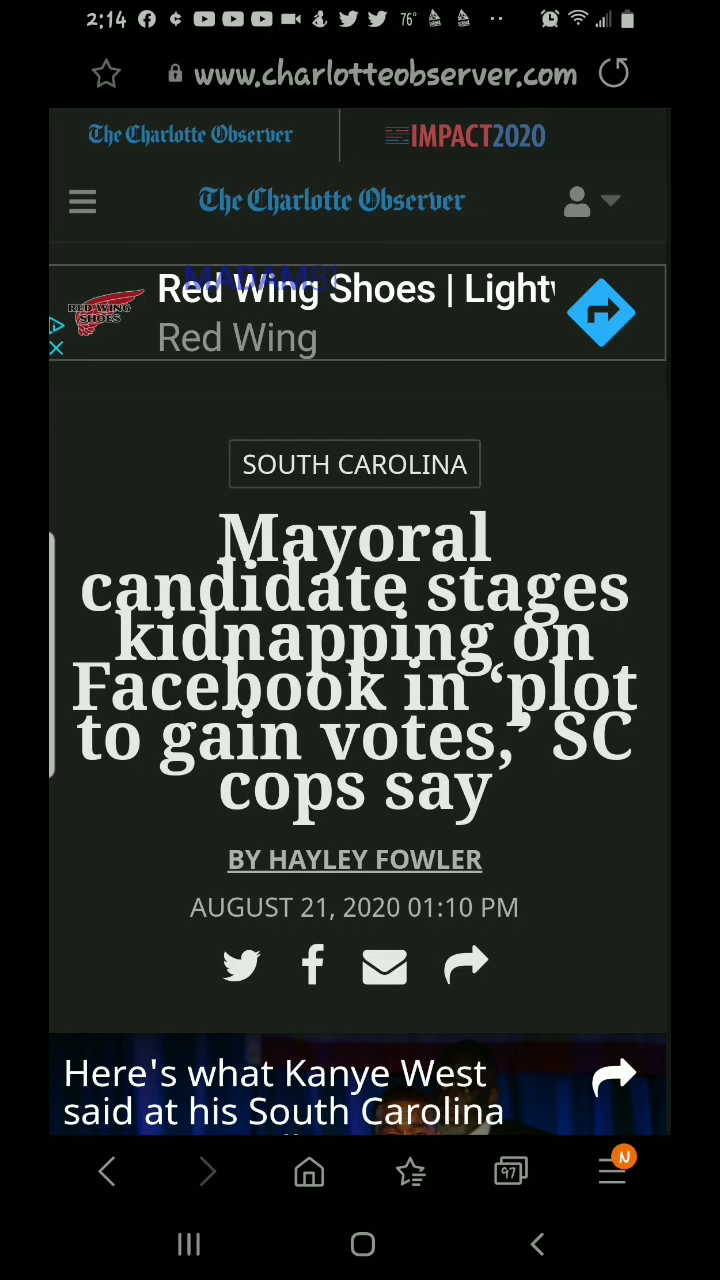 2:14
76°
www.charlotteobserver.com
The Charlotte Observer
IMPACT2020
The Charlotte Observer
MADAM
RED WING
SHOES
Red Wing Shoes | Light
Red Wing
SOUTH CAROLINA
Mayoral
candidate stages
kidnapping on
Facebook in ‘plot
to gain votes,’ SC
cops say
BY HAYLEY FOWLER
AUGUST 21, 2020 01:10 PM
Here's what Kanye West
said at his South Carolina
97
N